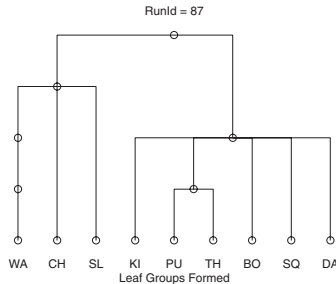 RunId = 87
WA CH SL KI PU TH BO SQ DA
Leaf Groups Formed